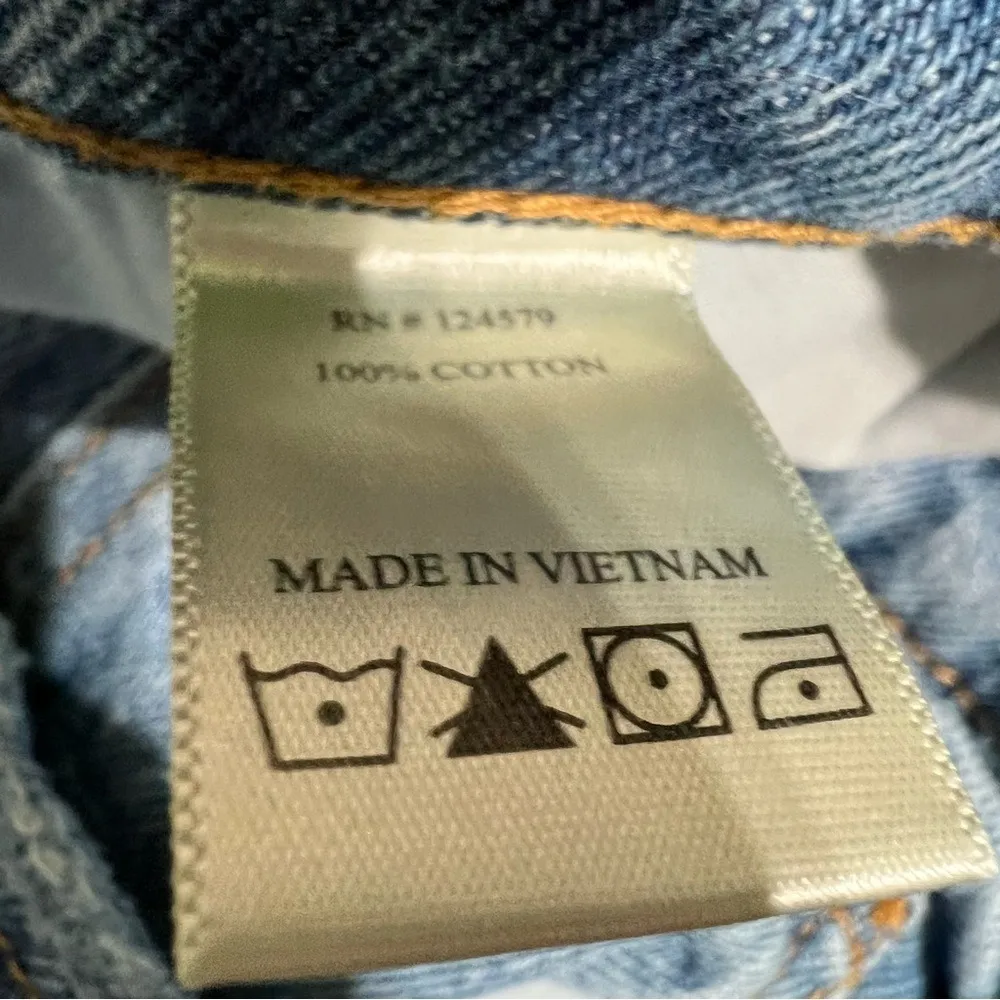 RN # 124579
100% COTTON
MADE IN VIETNAM